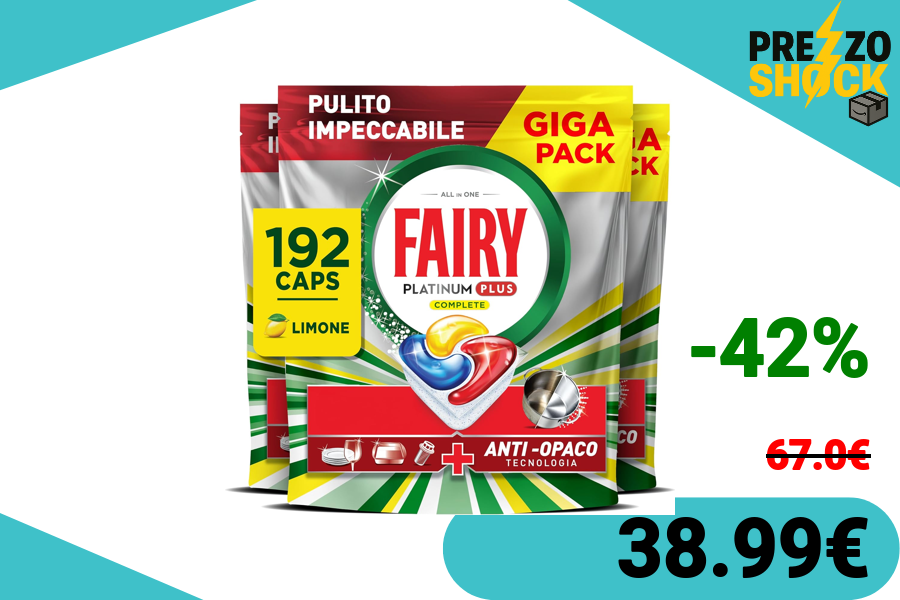 PREZZO
SHOCK
PULITO
IMPECCABILE
GIGA
PACK
ALL IN ONE
FAIRY
PLATINUM PLUS
COMPLETE
192
CAPS
LIMONE
ANTI-OPACO
TECNOLOGIA
-42%
67.0€
38.99€